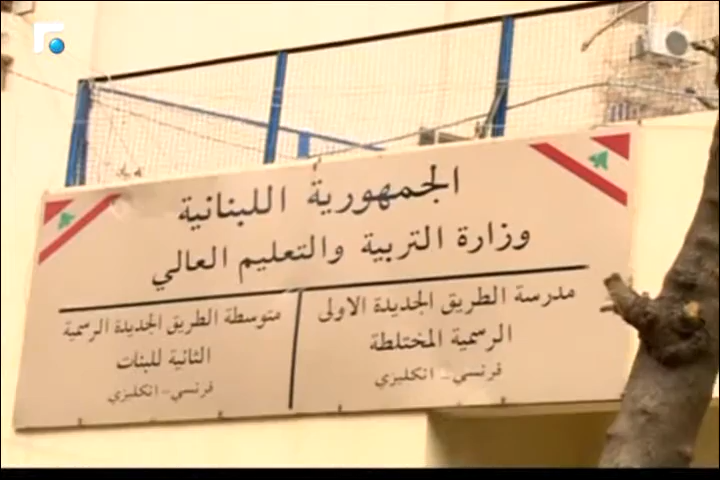 الجمهورية اللبنانية
وزارة التربية والتعليم العالي
مدرسة الطريق الجديدة الاولى
الرسمية المختلطة
فرنسي - انكليزي
متوسطة الطريق الجديدة الرسمية
الثانية للبنات
فرنسي - انكليزي